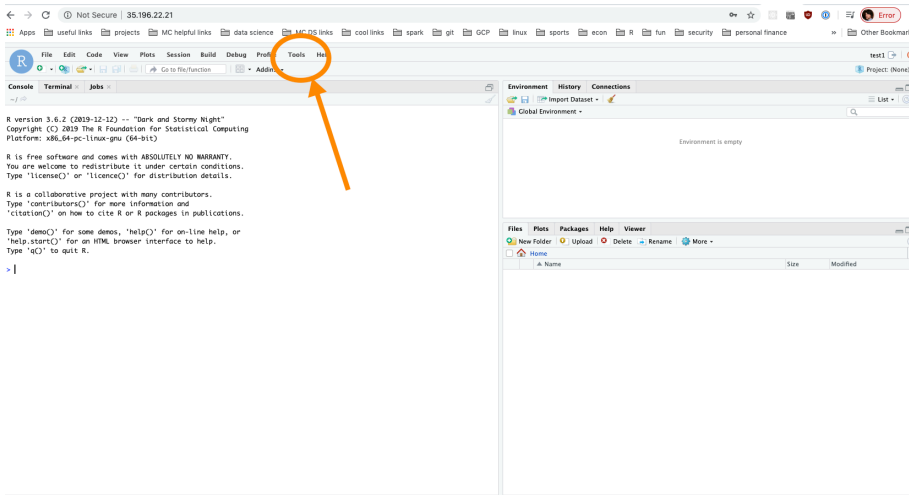 Not Secure | 35.196.22.21
Error
Apps useful links projects MC helpful links data science MC DS links cool links spark git GCP linux sports econ R fun security personal finance » Other Bookmar
R File Edit Code View Plots Session Build Debug Profile Tools Help
test1
Go to file/function Addins
Project: (None)
Console Terminal Jobs
~/
R version 3.6.2 (2019-12-12) -- "Dark and Stormy Night"
Copyright (C) 2019 The R Foundation for Statistical Computing
Platform: x86_64-pc-linux-gnu (64-bit)
R is free software and comes with ABSOLUTELY NO WARRANTY.
You are welcome to redistribute it under certain conditions.
Type 'license()' or 'licence()' for distribution details.
R is a collaborative project with many contributors.
Type 'contributors()' for more information and
'citation()' on how to cite R or R packages in publications.
Type 'demo()' for some demos, 'help()' for on-line help, or
'help.start()' for an HTML browser interface to help.
Type 'q()' to quit R.
>
Environment History Connections
Import Dataset
List
Global Environment
Environment is empty
Files Plots Packages Help Viewer
New Folder Upload Delete Rename More
Home
Name Size Modified